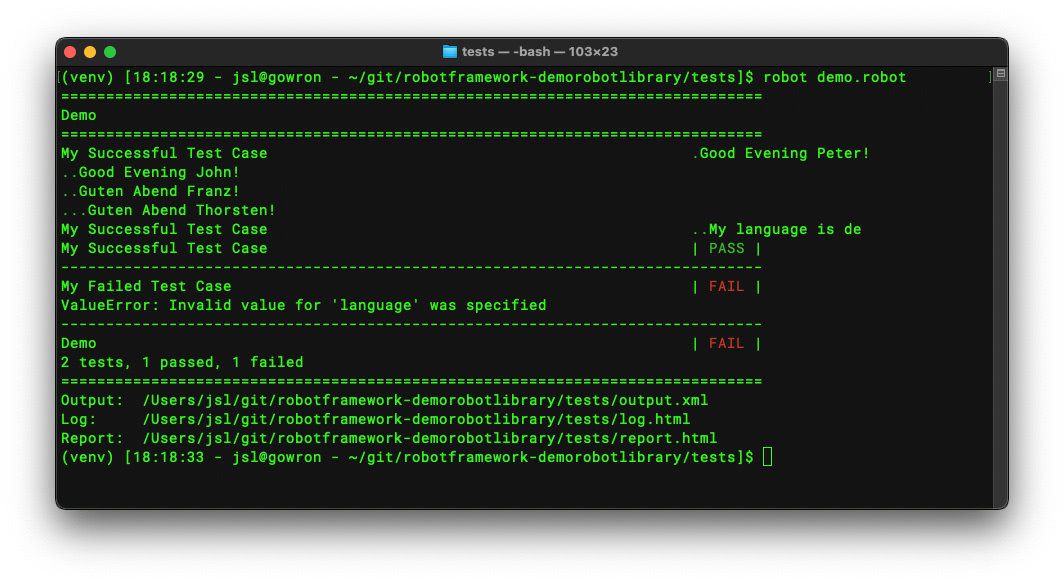 tests — -bash — 103×23
(venv) [18:18:29 - jsl@gowron - ~/git/robotframework-demorobotlibrary/tests]$ robot demo.robot
==============================================================================
Demo
==============================================================================
My Successful Test Case                                               .Good Evening Peter!
..Good Evening John!
..Guten Abend Franz!
...Guten Abend Thorsten!
My Successful Test Case                                               ..My language is de
My Successful Test Case                                               | PASS |
------------------------------------------------------------------------------
My Failed Test Case                                                   | FAIL |
ValueError: Invalid value for 'language' was specified
------------------------------------------------------------------------------
Demo                                                                  | FAIL |
2 tests, 1 passed, 1 failed
==============================================================================
Output:  /Users/jsl/git/robotframework-demorobotlibrary/tests/output.xml
Log:     /Users/jsl/git/robotframework-demorobotlibrary/tests/log.html
Report:  /Users/jsl/git/robotframework-demorobotlibrary/tests/report.html
(venv) [18:18:33 - jsl@gowron - ~/git/robotframework-demorobotlibrary/tests]$